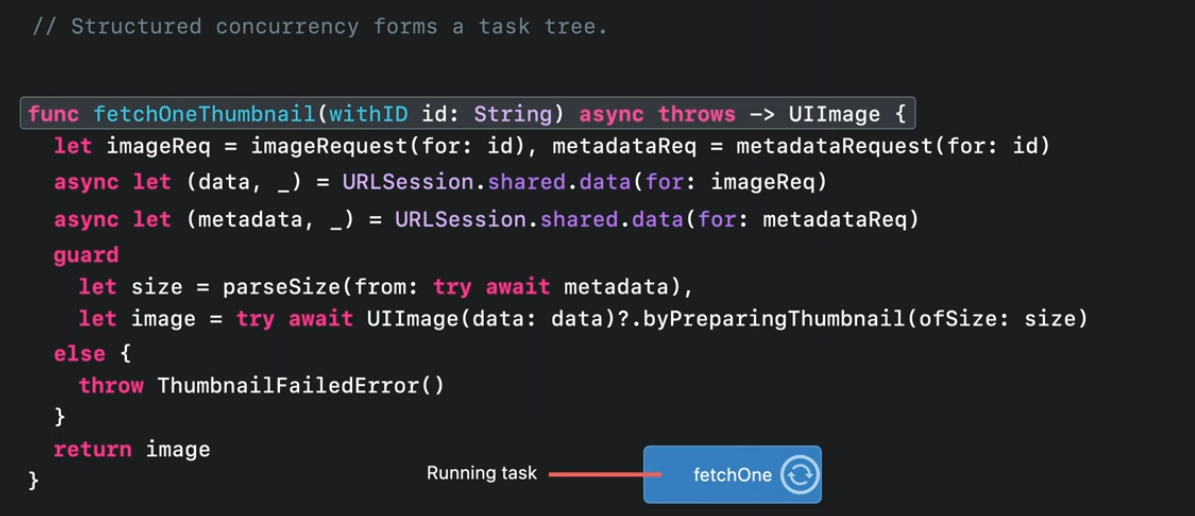 // Structured concurrency forms a task tree.
func fetchOneThumbnail(withID id: String) async throws -> UIImage {
let imageReq = imageRequest(for: id), metadataReq = metadataRequest(for: id)
async let (data, _) = URLSession.shared.data(for: imageReq)
async let (metadata, _) = URLSession.shared.data(for: metadataReq)
guard
let size = parseSize(from: try await metadata),
let image = try await UIImage(data: data)?.byPreparingThumbnail(ofSize: size)
else {
throw ThumbnailFailedError()
}
return image
}
Running task
fetchOne